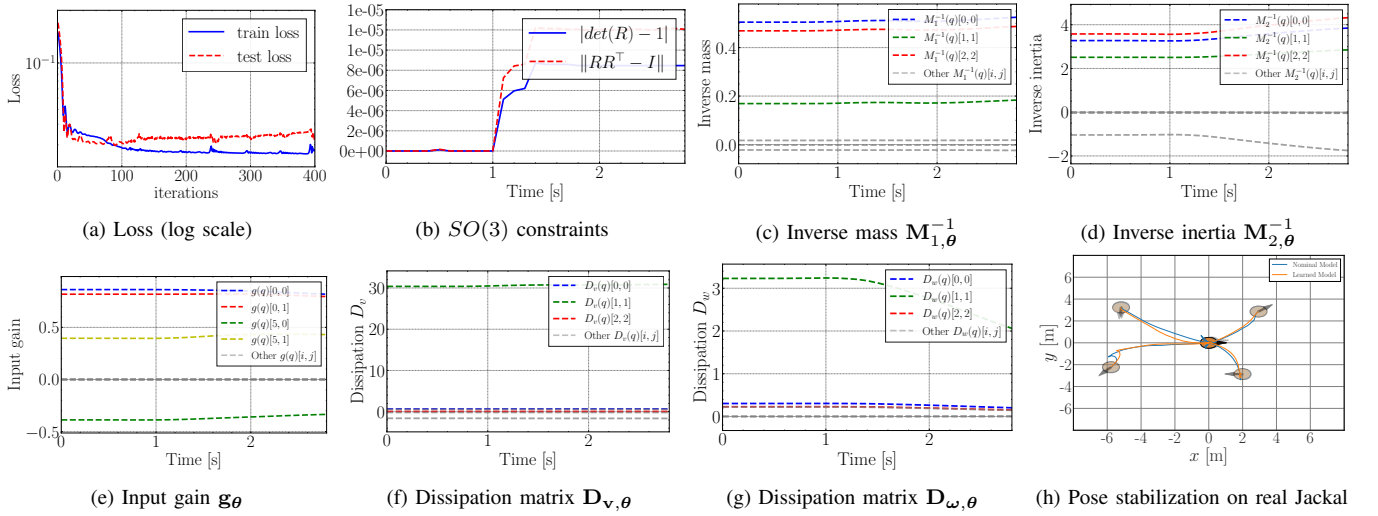 Loss
10^{-1}
train loss
test loss
0
100
200
300
400
iterations
(a) Loss (log scale)
1e-05
1e-05
1e-05
8e-06
6e-06
4e-06
2e-06
0e+00
|det(R) − 1|
∥RR^⊤ − I∥
0
1
2
Time [s]
(b) SO(3) constraints
Inverse mass
0.4
0.2
0.0
M_1^{-1}(q)[0, 0]
M_1^{-1}(q)[1, 1]
M_1^{-1}(q)[2, 2]
Other M_1^{-1}(q)[i, j]
0
1
2
Time [s]
(c) Inverse mass M_{1,θ}^{-1}
Inverse inertia
4
2
0
−2
M_2^{-1}(q)[0, 0]
M_2^{-1}(q)[1, 1]
M_2^{-1}(q)[2, 2]
Other M_2^{-1}(q)[i, j]
0
1
2
Time [s]
(d) Inverse inertia M_{2,θ}^{-1}
Input gain
0.5
0.0
−0.5
g(q)[0, 0]
g(q)[0, 1]
g(q)[5, 0]
g(q)[5, 1]
Other g(q)[i, j]
0
1
2
Time [s]
(e) Input gain g_θ
Dissipation D_v
30
20
10
0
D_v(q)[0, 0]
D_v(q)[1, 1]
D_v(q)[2, 2]
Other D_v(q)[i, j]
0
1
2
Time [s]
(f) Dissipation matrix D_{v,θ}
Dissipation D_w
3
2
1
0
D_w(q)[0, 0]
D_w(q)[1, 1]
D_w(q)[2, 2]
Other D_w(q)[i, j]
0
1
2
Time [s]
(g) Dissipation matrix D_{ω,θ}
y [m]
6
4
2
0
-2
-4
-6
Nominal Model
Learned Model
-6
-4
-2
0
2
4
6
x [m]
(h) Pose stabilization on real Jackal